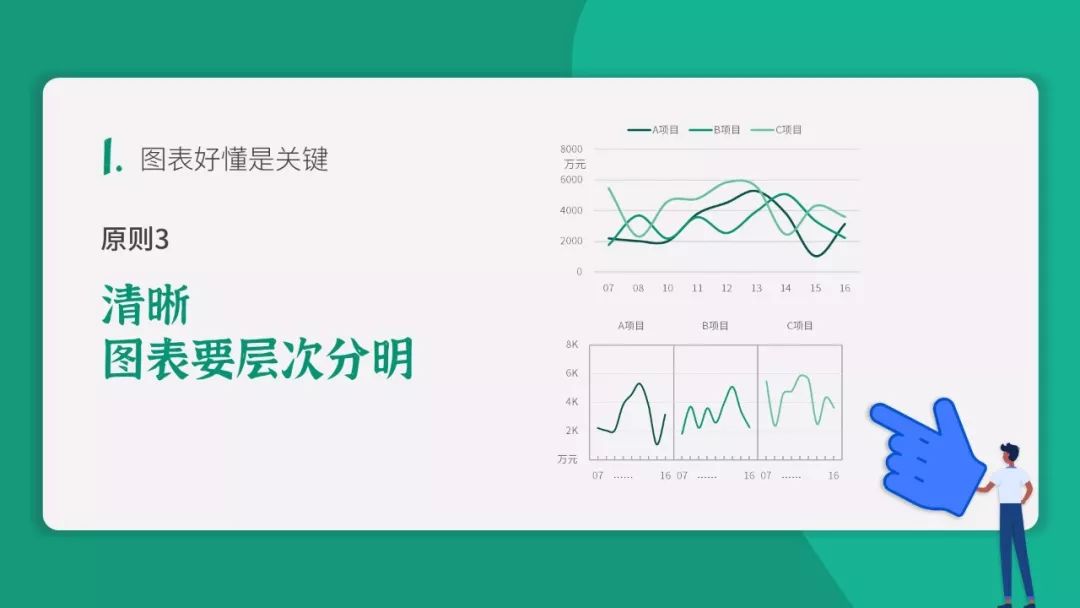 1. 图表好懂是关键
原则3
清晰
图表要层次分明
A项目 B项目 C项目
8000
万元
6000
4000
2000
0
07 08 10 11 12 13 14 15 16
A项目 B项目 C项目
8K
6K
4K
2K
万元
07 …… 16 07 …… 16 07 …… 16